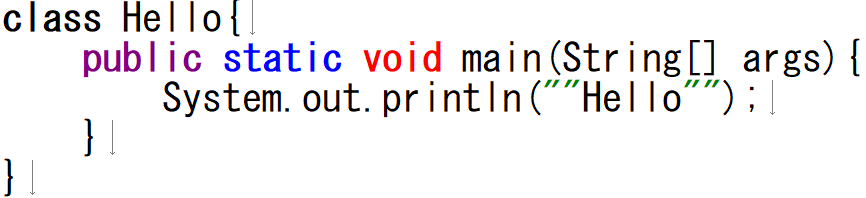 class Hello{↓
    public static void main(String[] args){
        System.out.println(""Hello"");↓
    }↓
}↓